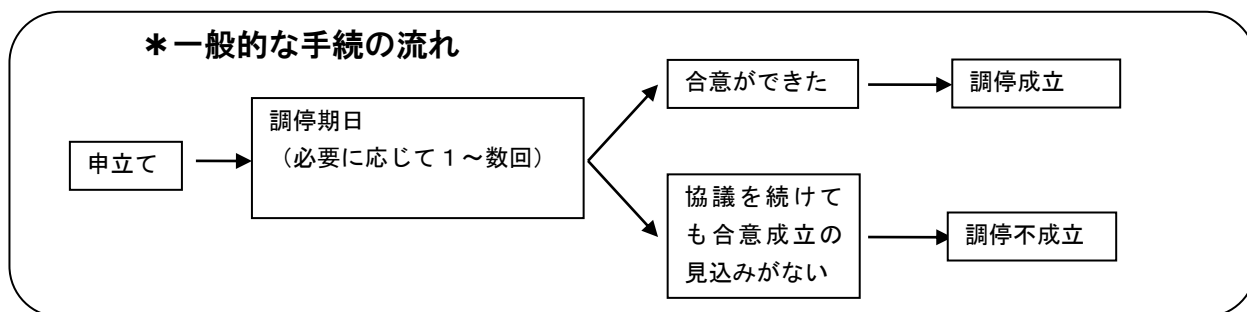 ＊一般的な手続の流れ
申立て
調停期日
（必要に応じて１～数回）
合意ができた
調停成立
協議を続けて
も合意成立の
見込みがない
調停不成立